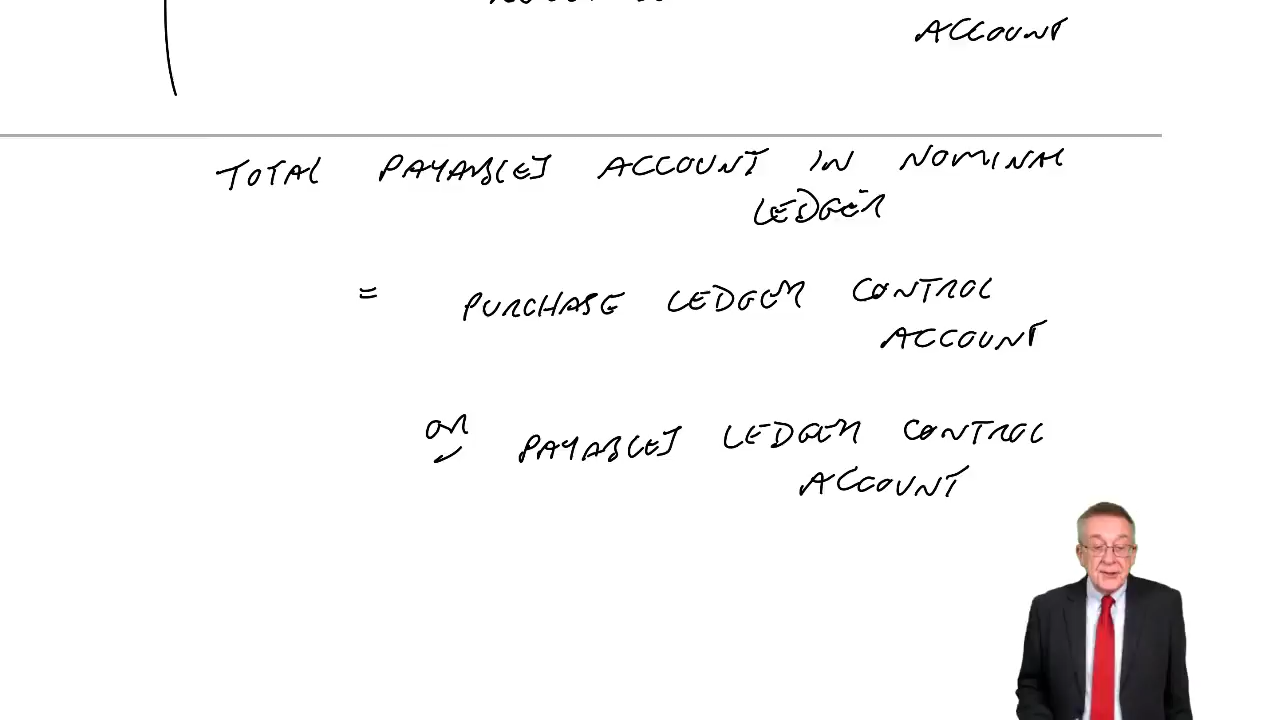 ACCOUNT
TOTAL PAYABLES ACCOUNT IN NOMINAL
LEDGER
= PURCHASE LEDGER CONTROL
ACCOUNT
OR PAYABLES LEDGER CONTROL
ACCOUNT